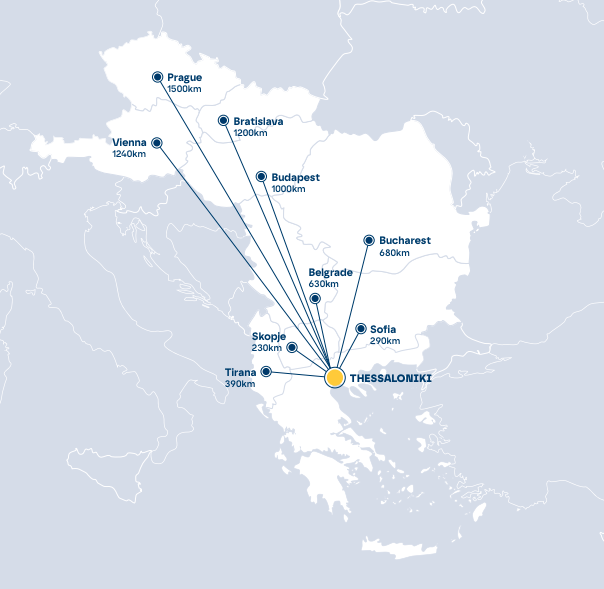 Prague
1500km
Bratislava
1200km
Vienna
1240km
Budapest
1000km
Bucharest
680km
Belgrade
630km
Sofia
290km
Skopje
230km
Tirana
390km
THESSALONIKI